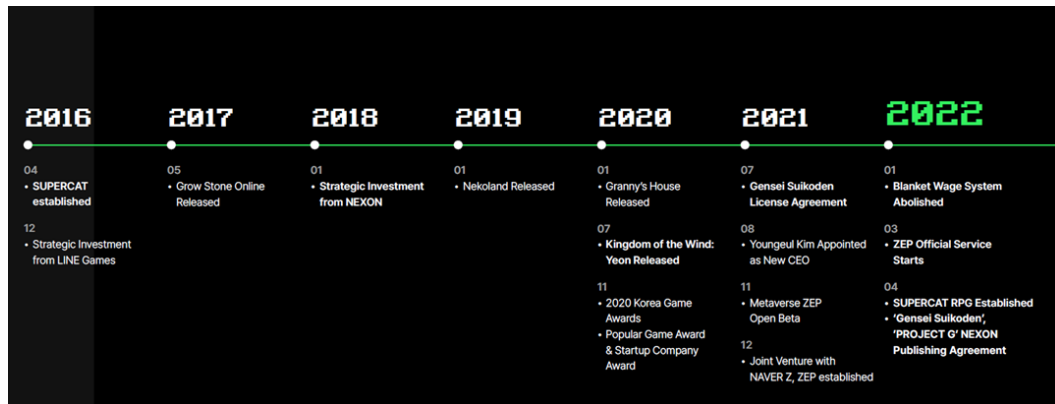 2016
04
• SUPERCAT
established
12
• Strategic Investment
from LINE Games
2017
05
• Grow Stone Online
Released
2018
01
• Strategic Investment
from NEXON
2019
01
• Nekoland Released
2020
01
• Granny's House
Released
07
• Kingdom of the Wind:
Yeon Released
11
• 2020 Korea Game
Awards
• Popular Game Award
& Startup Company
Award
2021
07
• Gensei Suikoden
License Agreement
08
• Youngeul Kim Appointed
as New CEO
11
• Metaverse ZEP
Open Beta
12
• Joint Venture with
NAVER Z, ZEP established
2022
01
• Blanket Wage System
Abolished
03
• ZEP Official Service
Starts
04
• SUPERCAT RPG Established
• 'Gensei Suikoden',
'PROJECT G' NEXON
Publishing Agreement